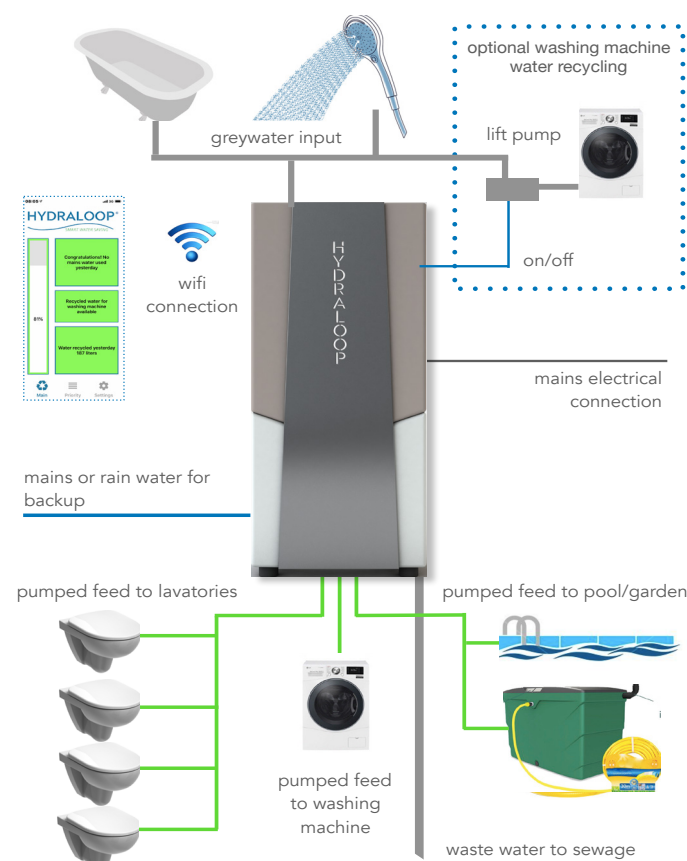 optional washing machine
water recycling
greywater input
lift pump
HYDRALOOP
Congratulations! No
mains water used
yesterday
Recycled water for
washing machine
available
81%
Water recycled yesterday
187 liters
Main
Priority
Settings
wifi
connection
HYDRALOOP
on/off
mains electrical
connection
mains or rain water for
backup
pumped feed to lavatories
pumped feed to pool/garden
i
pumped feed
to washing
machine
waste water to sewage